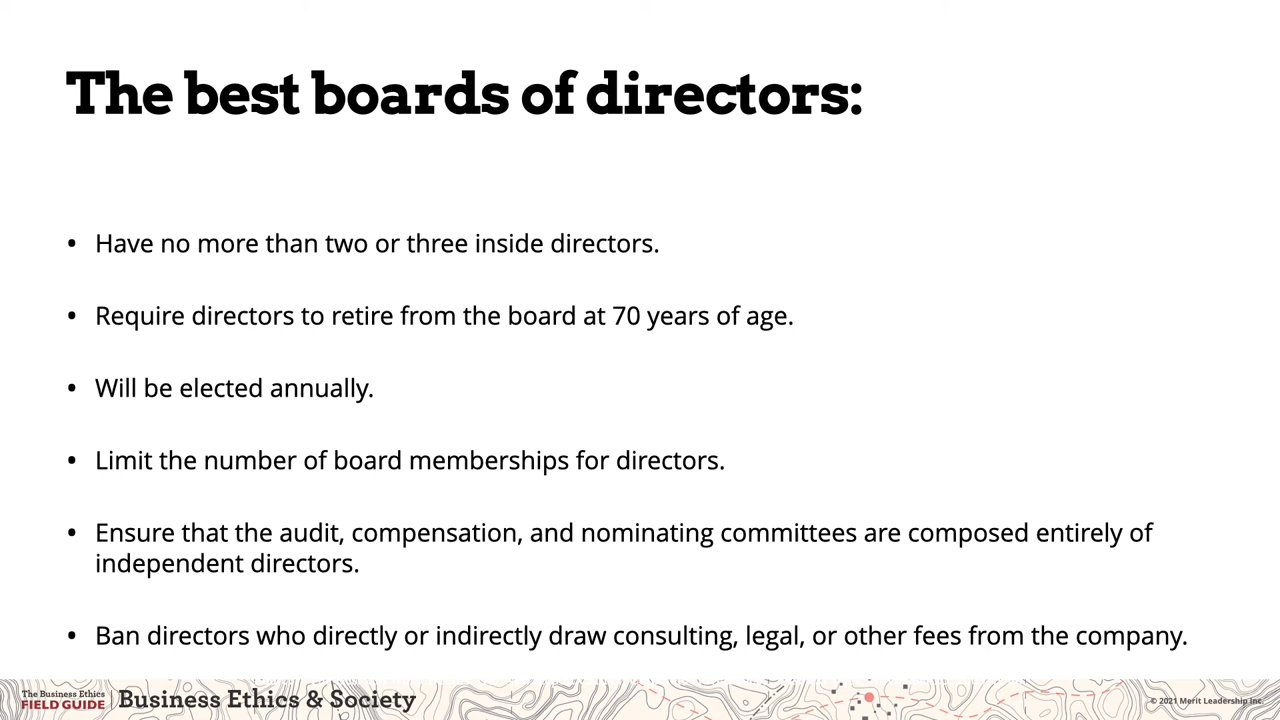 The best boards of directors:
• Have no more than two or three inside directors.
• Require directors to retire from the board at 70 years of age.
• Will be elected annually.
• Limit the number of board memberships for directors.
• Ensure that the audit, compensation, and nominating committees are composed entirely of
independent directors.
• Ban directors who directly or indirectly draw consulting, legal, or other fees from the company.
The Business Ethics
FIELD GUIDE
Business Ethics & Society
© 2021 Merit Leadership Inc.